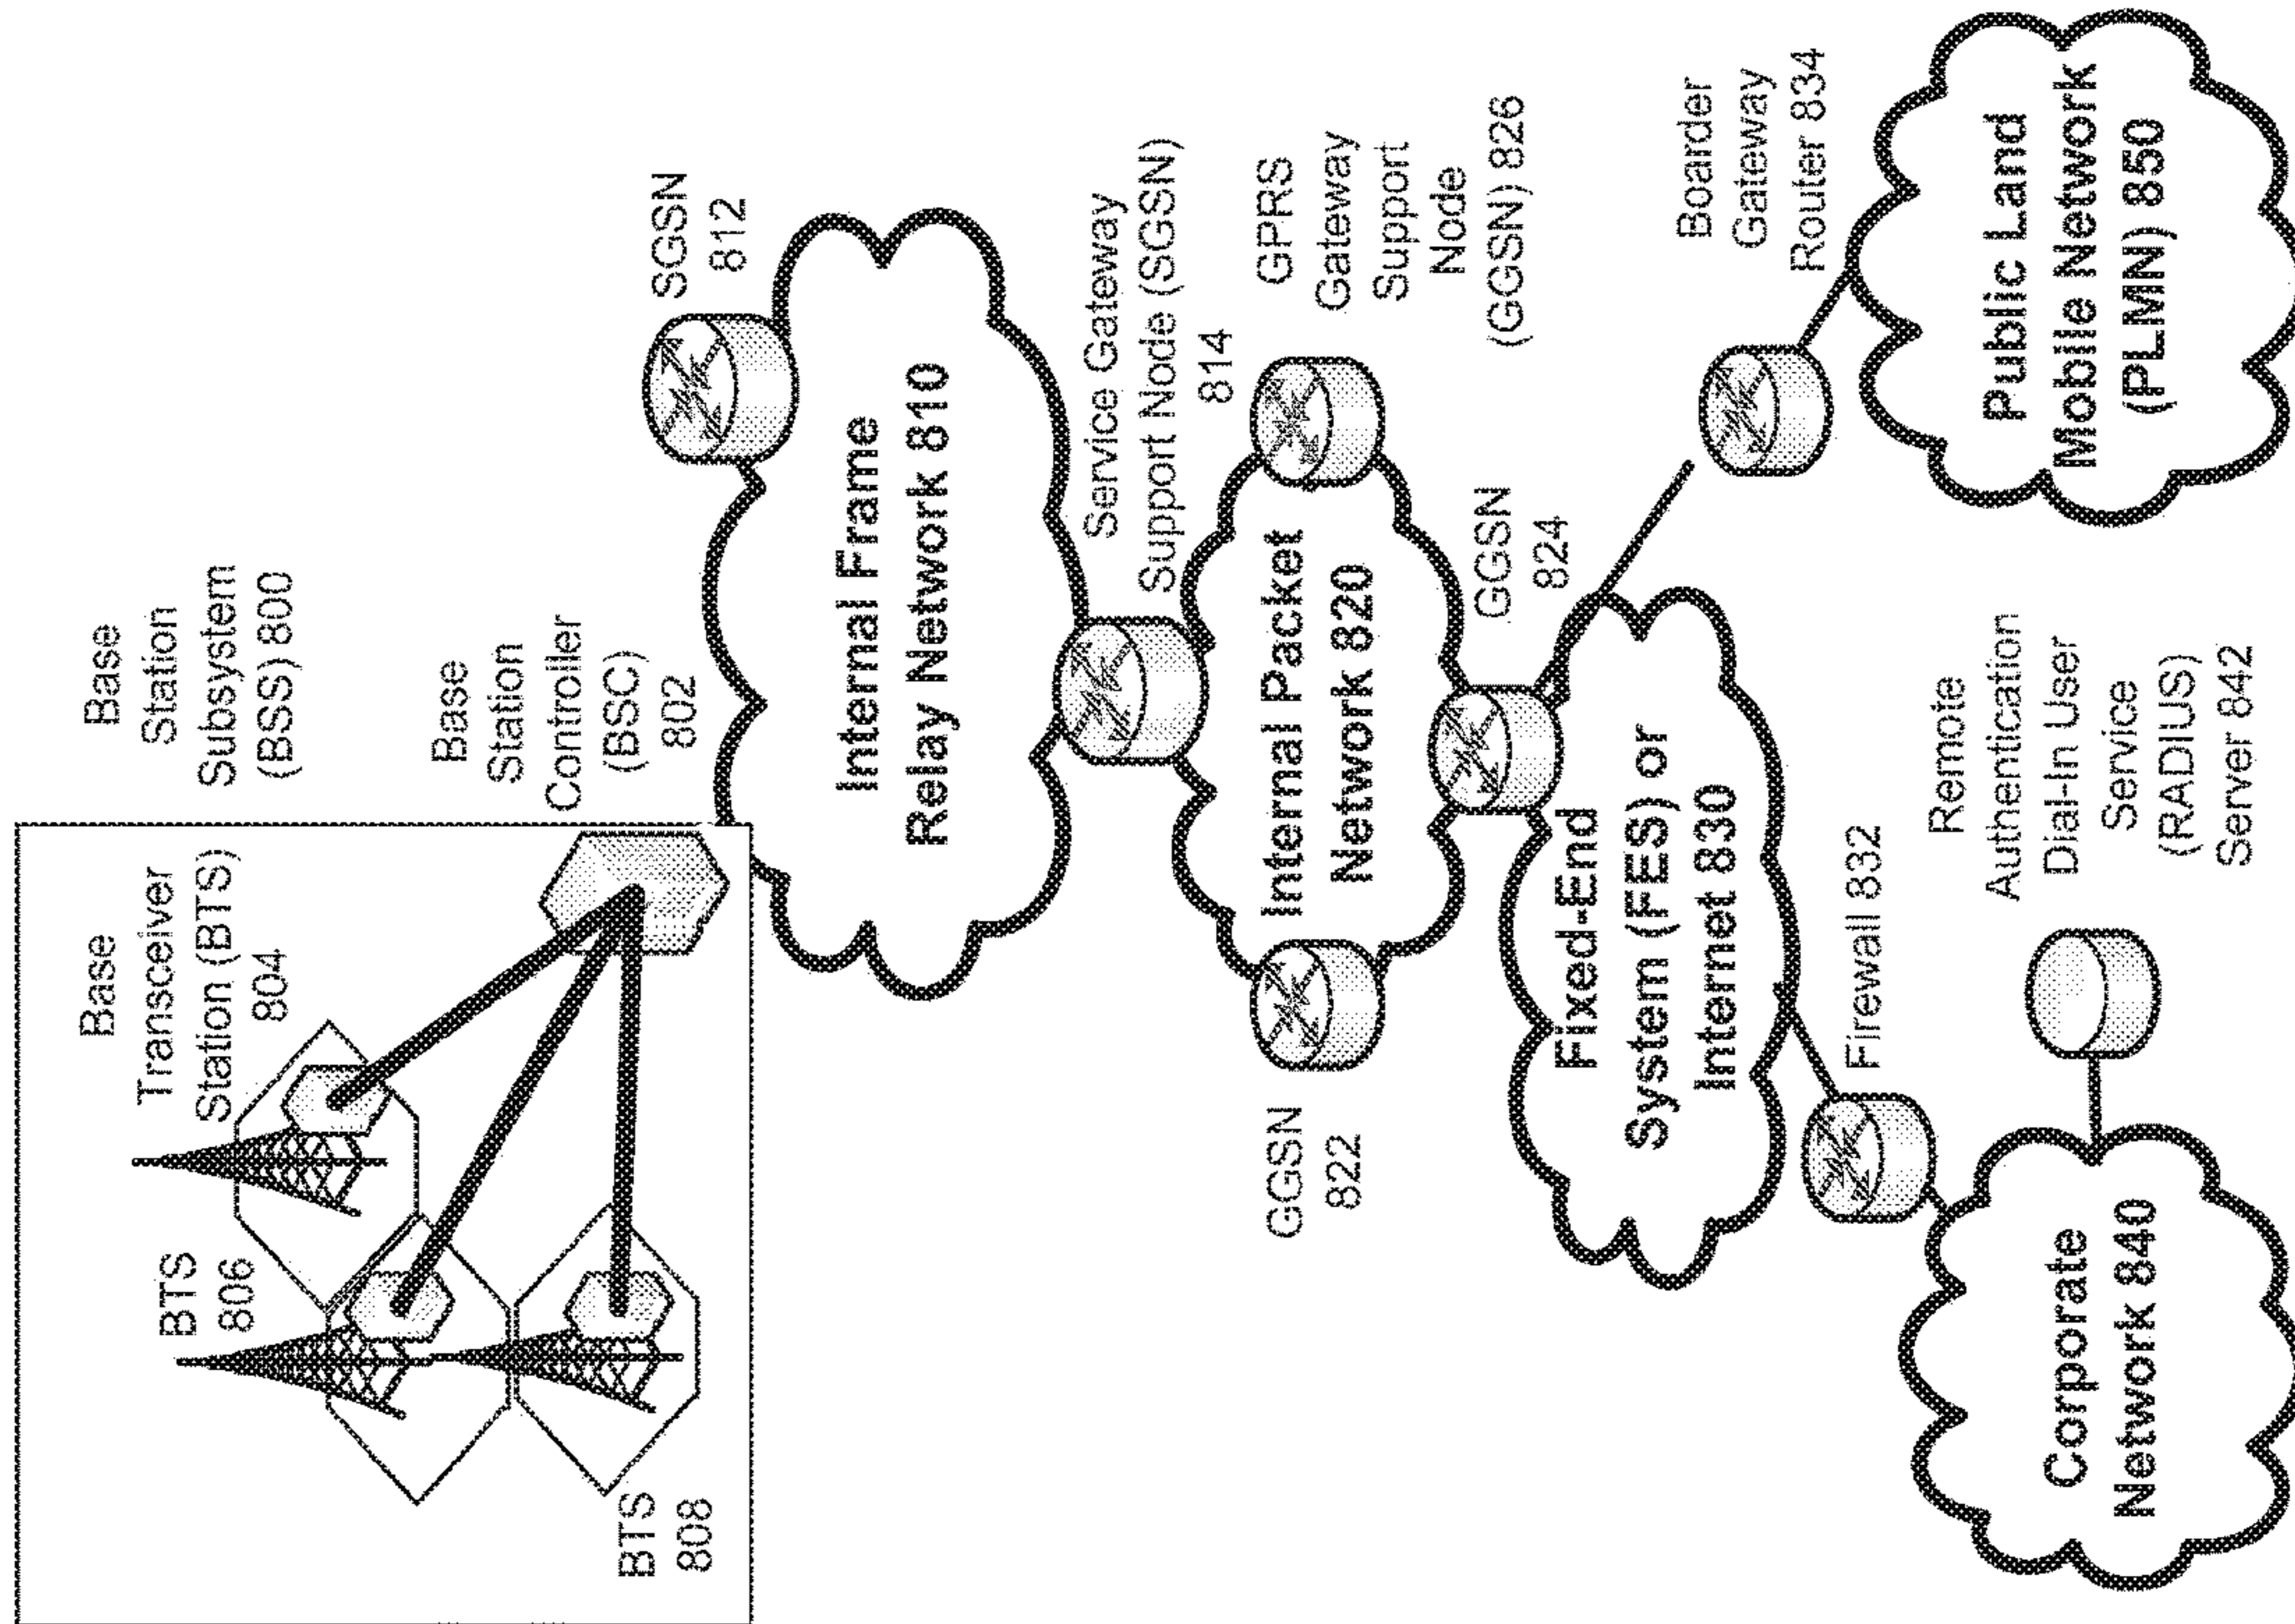 Base
Station
Subsystem
(BSS) 800
Base
Transceiver
Station (BTS)
804
BTS
806
BTS
808
Base
Station
Controller
(BSC)
802
SGSN
812
Internal Frame
Relay Network 810
Service Gateway
Support Node (SGSN)
814
GPRS
Gateway
Support
Node
(GGSN) 826
Internal Packet
Network 820
GGSN
822
GGSN
824
Fixed-End
System (FES) or
Internet 830
Boarder
Gateway
Router 834
Public Land
Mobile Network
(PLMN) 850
Firewall 832
Remote
Authentication
Dial-In User
Service
(RADIUS)
Server 842
Corporate
Network 840